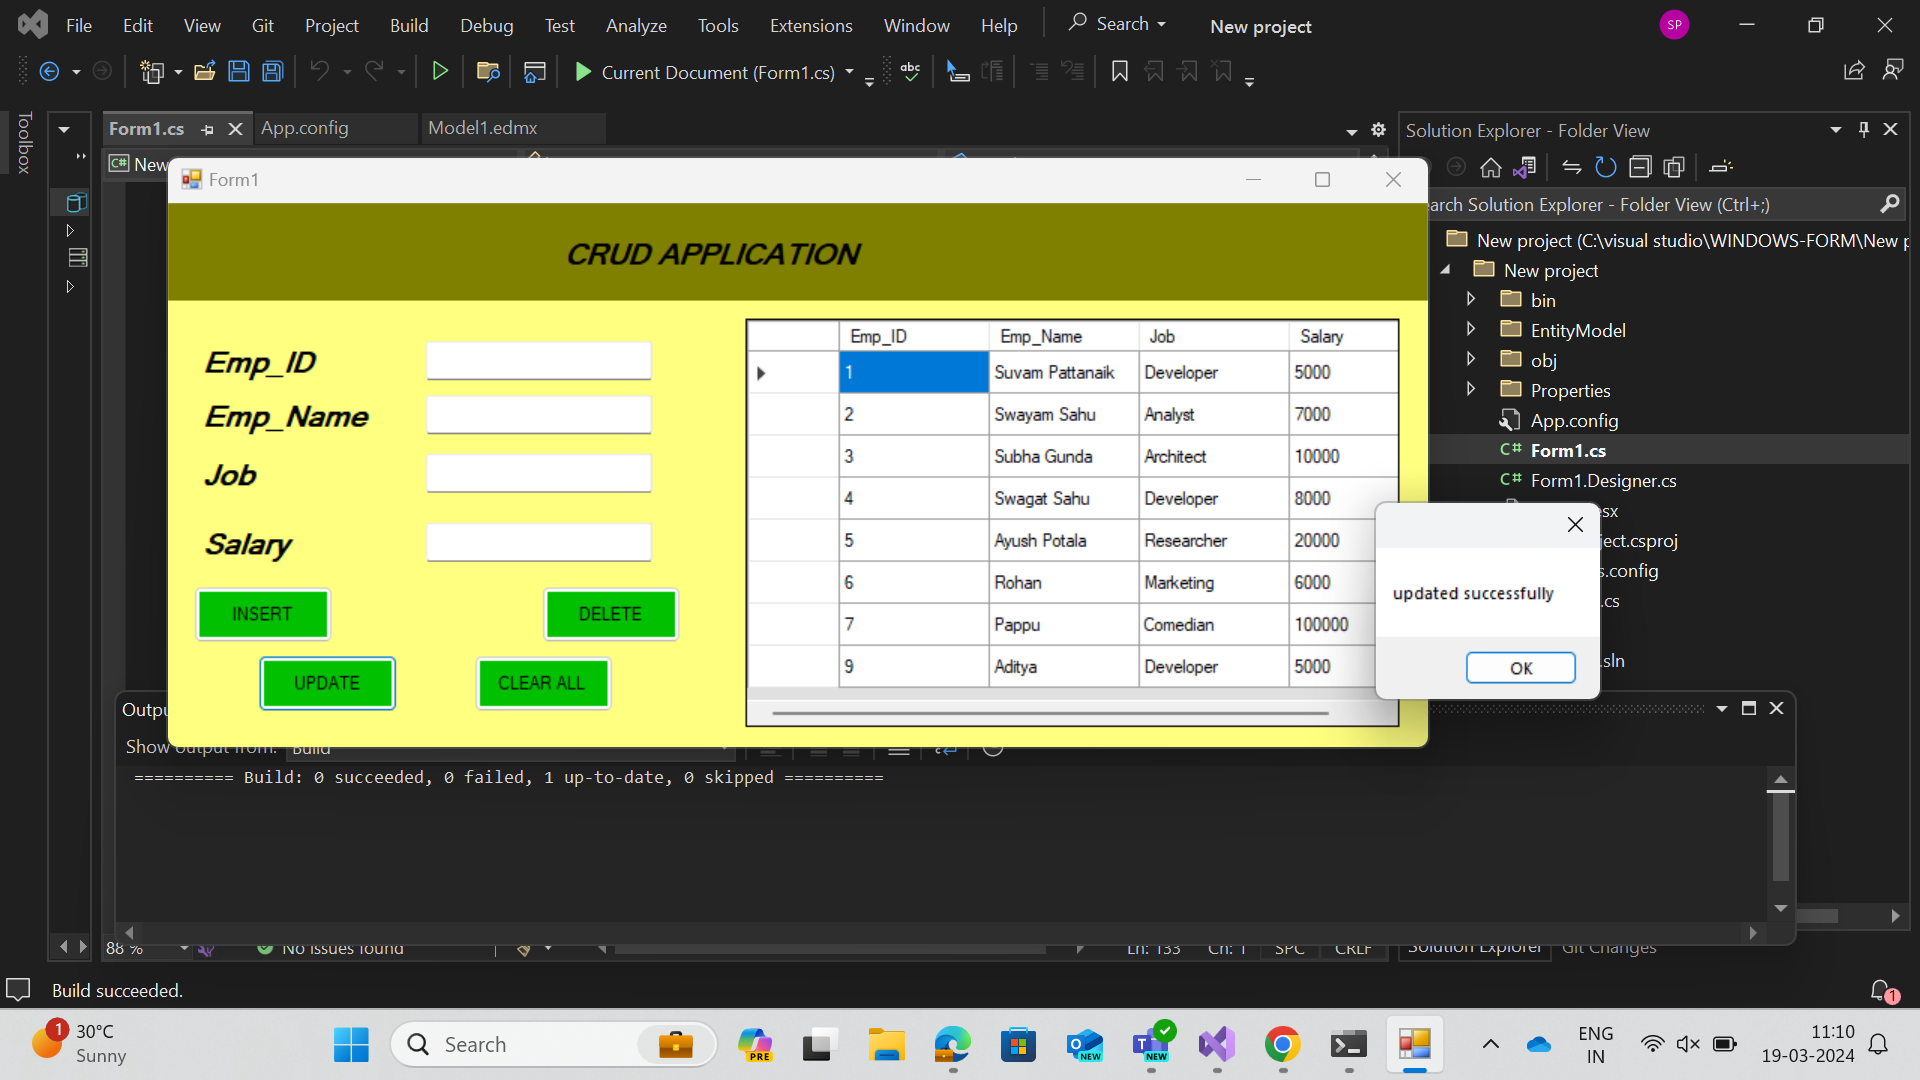 File Edit View Git Project Build Debug Test Analyze Tools Extensions Window Help Search New project SP
Current Document (Form1.cs) abc
Toolbox
Form1.cs App.config Model1.edmx
C# New
Solution Explorer - Folder View
Form1
arch Solution Explorer - Folder View (Ctrl+;)
CRUD APPLICATION
New project (C:\visual studio\WINDOWS-FORM\New p
New project
bin
EntityModel
obj
Properties
App.config
C# Form1.cs
C# Form1.Designer.cs
esx
ject.csproj
s.config
.cs
.sln
Emp_ID
Emp_Name
Job
Salary
INSERT DELETE
UPDATE CLEAR ALL
Emp_ID Emp_Name Job Salary
1 Suvam Pattanaik Developer 5000
2 Swayam Sahu Analyst 7000
3 Subha Gunda Architect 10000
4 Swagat Sahu Developer 8000
5 Ayush Potala Researcher 20000
6 Rohan Marketing 6000
7 Pappu Comedian 100000
9 Aditya Developer 5000
updated successfully
OK
Outpu
Show output from: Build
========== Build: 0 succeeded, 0 failed, 1 up-to-date, 0 skipped ==========
88 % No issues found Ln: 133 Ch: 1 SPC CRLF Solution Explorer Git Changes
Build succeeded. 1
1 30°C
Sunny
Search
PRE NEW NEW
ENG
IN
11:10
19-03-2024